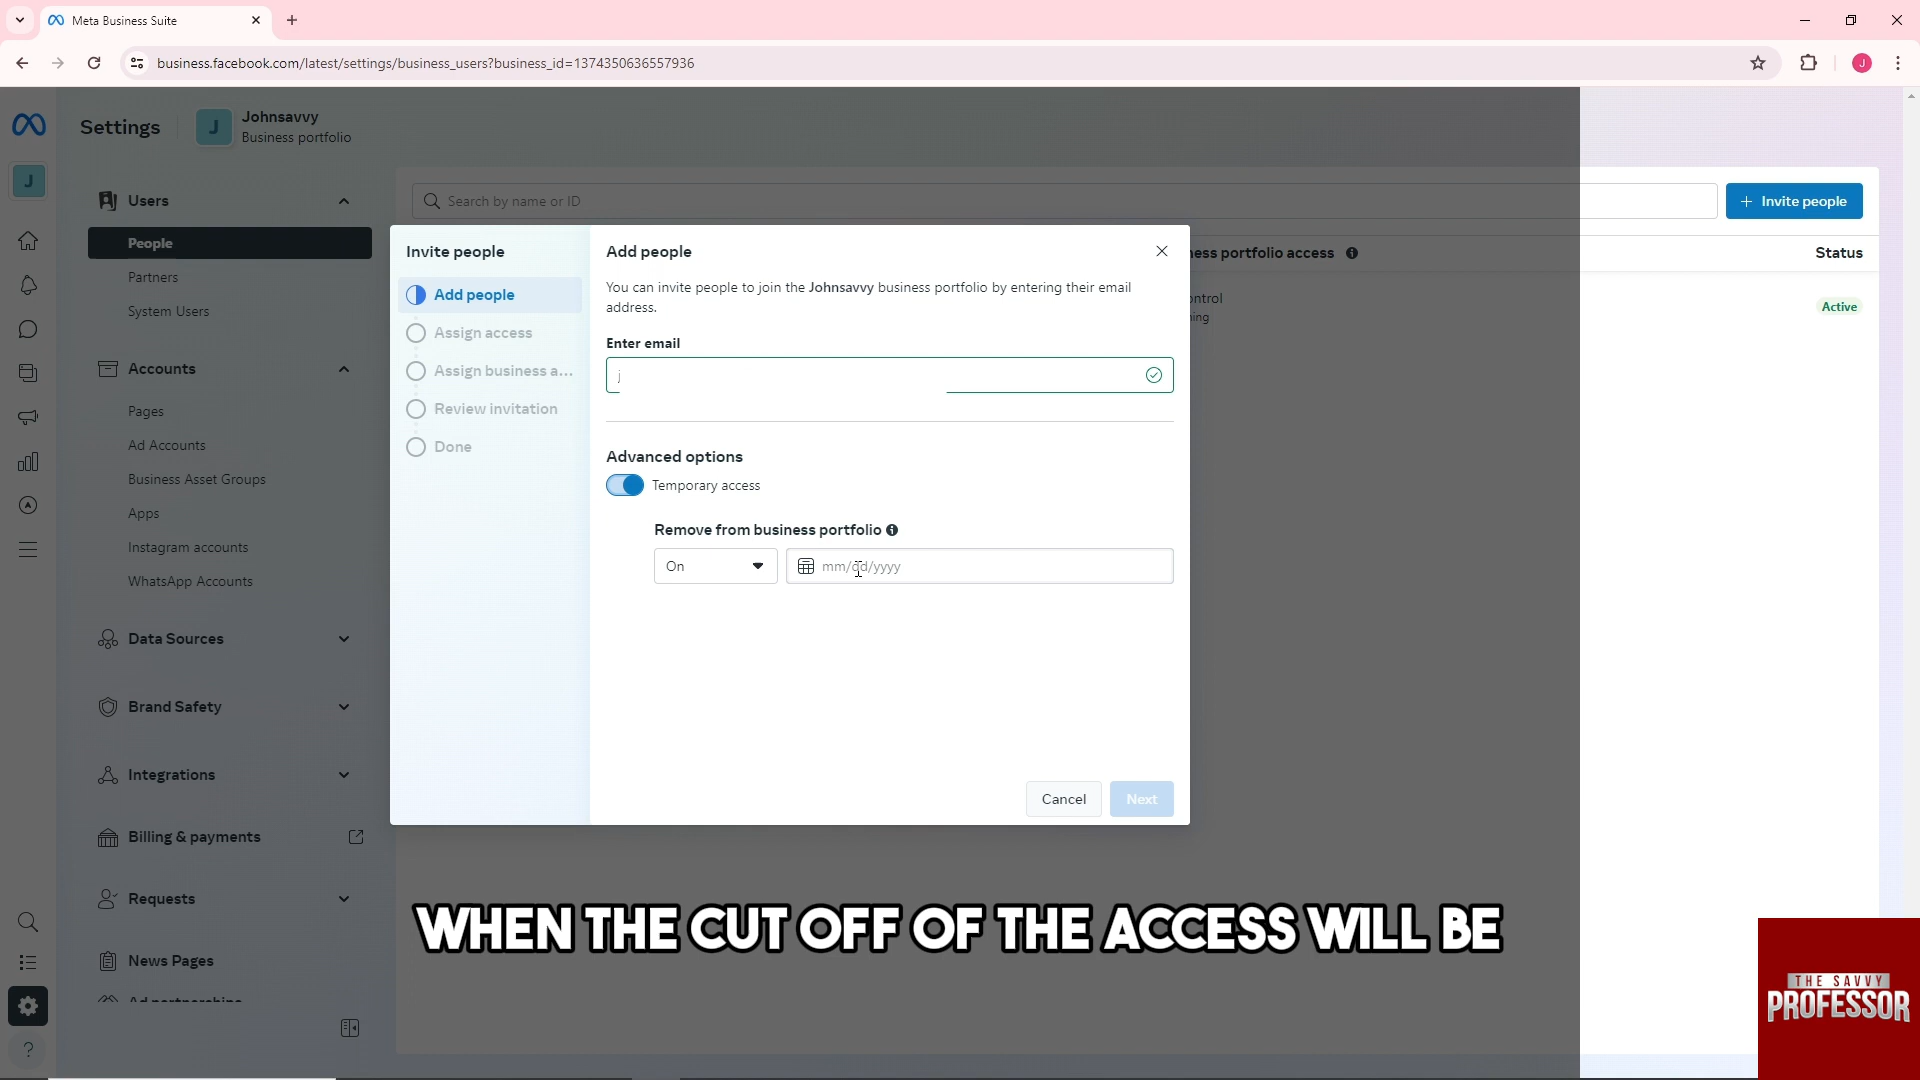 Meta Business Suite
business.facebook.com/latest/settings/business_users?business_id=1374350636557936
J
Settings
J
Johnsavvy
Business portfolio
J
Users
People
Partners
System Users
Accounts
Pages
Ad Accounts
Business Asset Groups
Apps
Instagram accounts
WhatsApp Accounts
Data Sources
Brand Safety
Integrations
Billing & payments
Requests
News Pages
Ad partnerships
Search by name or ID
+ Invite people
ness portfolio access
Status
ntrol
ning
Active
Invite people
Add people
Assign access
Assign business a...
Review invitation
Done
Add people
You can invite people to join the Johnsavvy business portfolio by entering their email
address.
Enter email
j
Advanced options
Temporary access
Remove from business portfolio
On
mm/dd/yyyy
Cancel
Next
WHEN THE CUT OFF OF THE ACCESS WILL BE
THE SAVVY
PROFESSOR